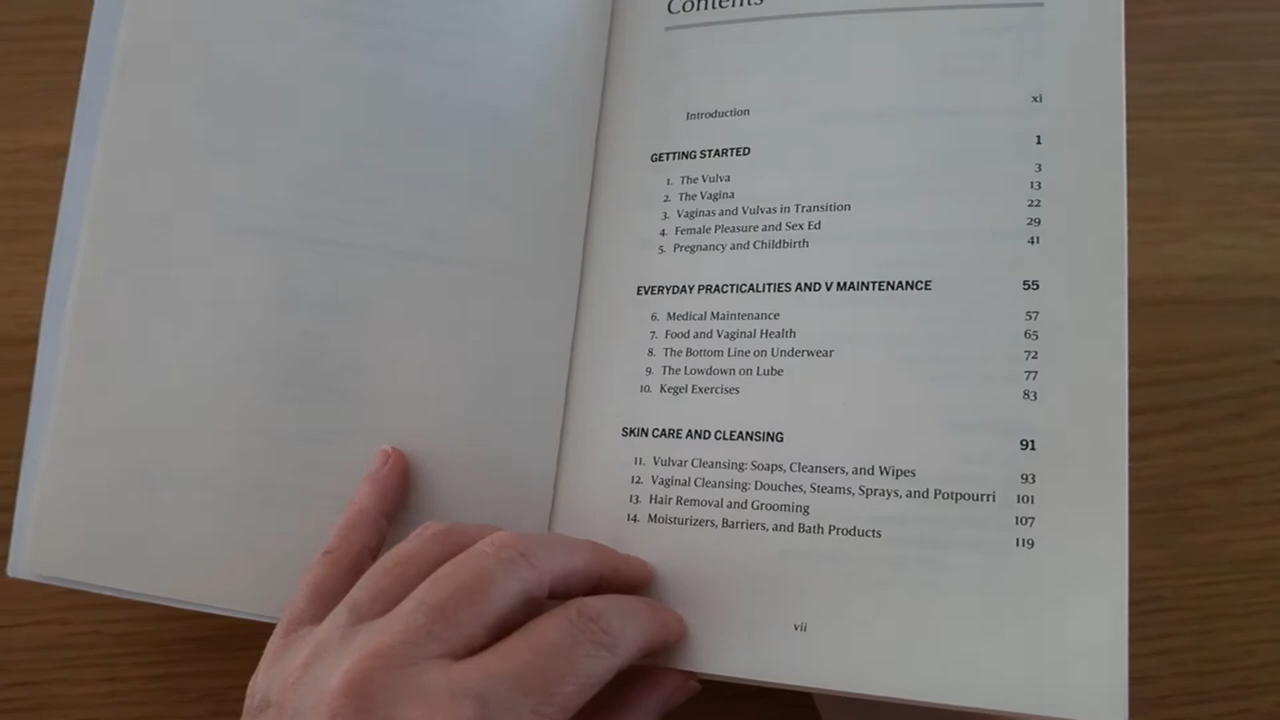 Contents
Introduction xi
GETTING STARTED 1
1. The Vulva 3
2. The Vagina 13
3. Vaginas and Vulvas in Transition 22
4. Female Pleasure and Sex Ed 29
5. Pregnancy and Childbirth 41
EVERYDAY PRACTICALITIES AND V MAINTENANCE 55
6. Medical Maintenance 57
7. Food and Vaginal Health 65
8. The Bottom Line on Underwear 72
9. The Lowdown on Lube 77
10. Kegel Exercises 83
SKIN CARE AND CLEANSING 91
11. Vulvar Cleansing: Soaps, Cleansers, and Wipes 93
12. Vaginal Cleansing: Douches, Steams, Sprays, and Potpourri 101
13. Hair Removal and Grooming 107
14. Moisturizers, Barriers, and Bath Products 119
vii